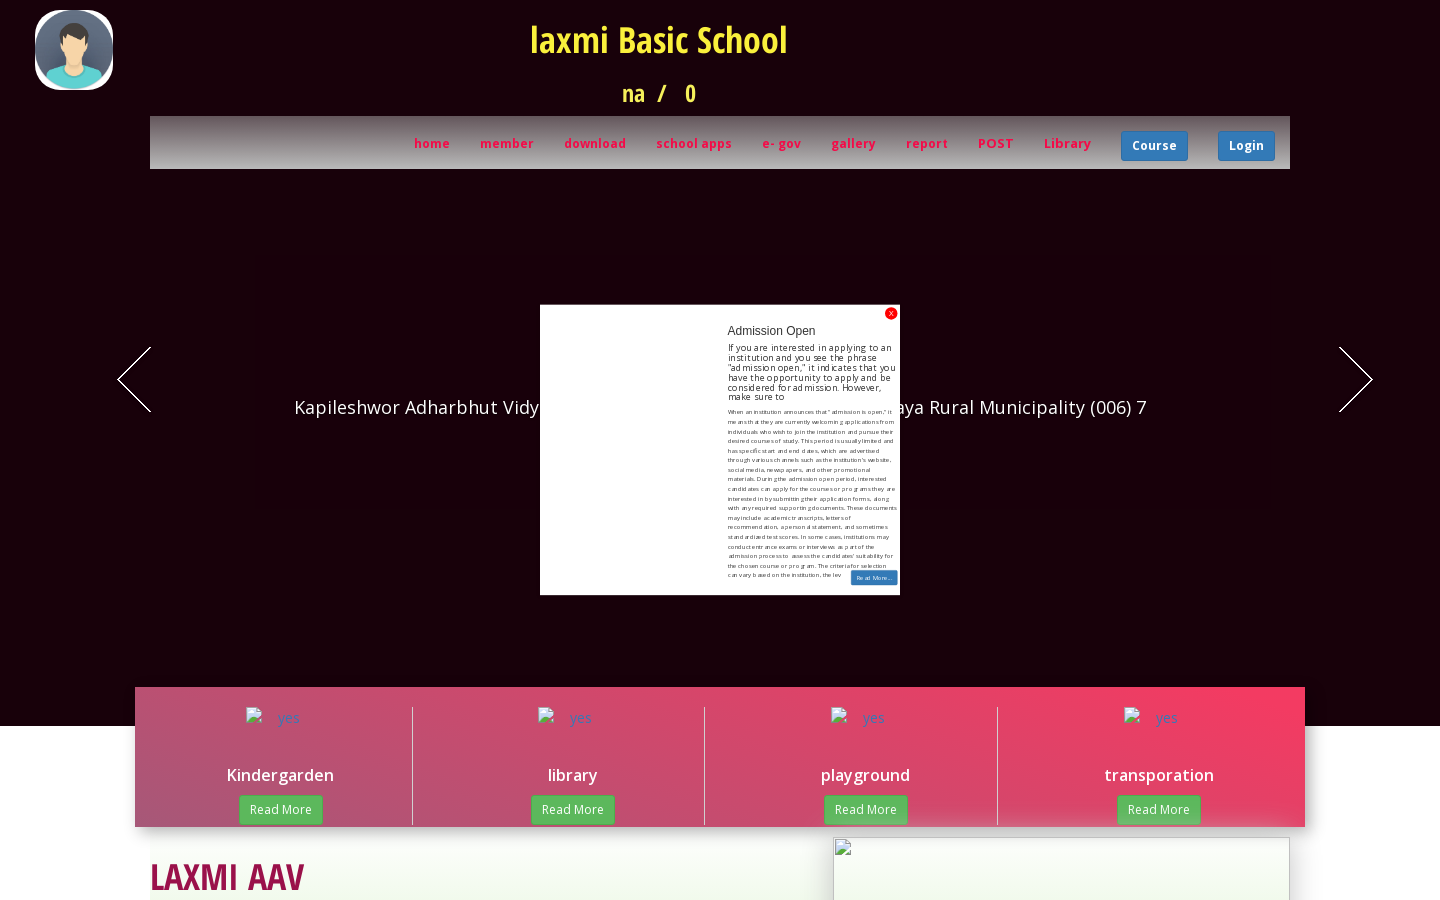 laxmi Basic School
na / 0
home member download school apps e- gov gallery report POST Library Course Login
X
Admission Open
If you are interested in applying to an
institution and you see the phrase
"admission open," it indicates that you
have the opportunity to apply and be
considered for admission. However,
make sure to
Kapileshwor Adharbhut Vidy
aya Rural Municipality (006) 7
When an institution announces that "admission is open," it
means that they are currently welcoming applications from
individuals who wish to join the institution and pursue their
desired courses of study. This period is usually limited and
has specific start and end dates, which are advertised
through various channels such as the institution's website,
social media, newspapers, and other promotional
materials. During the admission open period, interested
candidates can apply for the courses or programs they are
interested in by submitting their application forms, along
with any required supporting documents. These documents
may include academic transcripts, letters of
recommendation, a personal statement, and sometimes
standardized test scores. In some cases, institutions may
conduct entrance exams or interviews as part of the
admission process to assess the candidates' suitability for
the chosen course or program. The criteria for selection
can vary based on the institution, the lev
Read More...
yes yes yes yes
Kindergarden library playground transporation
Read More Read More Read More Read More
LAXMI AAV